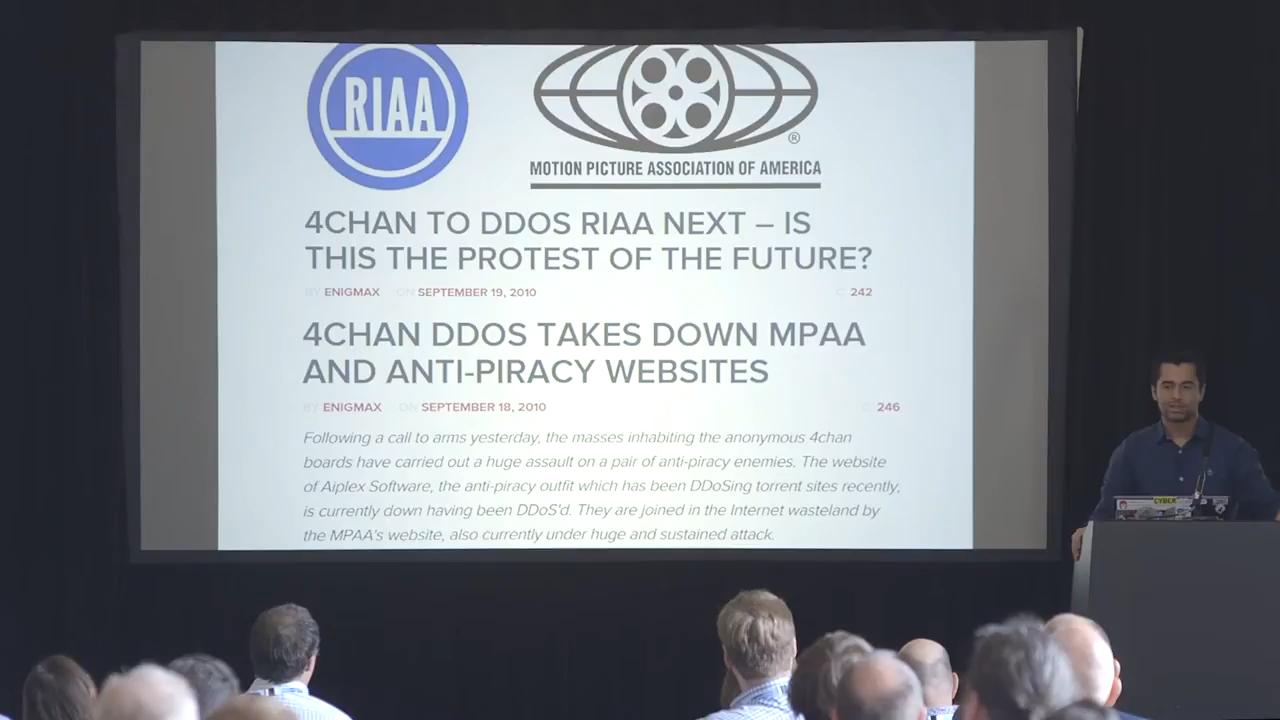 RIAA
®
MOTION PICTURE ASSOCIATION OF AMERICA
4CHAN TO DDOS RIAA NEXT – IS
THIS THE PROTEST OF THE FUTURE?
BY ENIGMAX ON SEPTEMBER 19, 2010 C: 242
4CHAN DDOS TAKES DOWN MPAA
AND ANTI-PIRACY WEBSITES
BY ENIGMAX ON SEPTEMBER 18, 2010 C: 246
Following a call to arms yesterday, the masses inhabiting the anonymous 4chan
boards have carried out a huge assault on a pair of anti-piracy enemies. The website
of Aiplex Software, the anti-piracy outfit which has been DDoSing torrent sites recently,
is currently down having been DDoS'd. They are joined in the internet wasteland by
the MPAA's website, also currently under huge and sustained attack.
CYBER